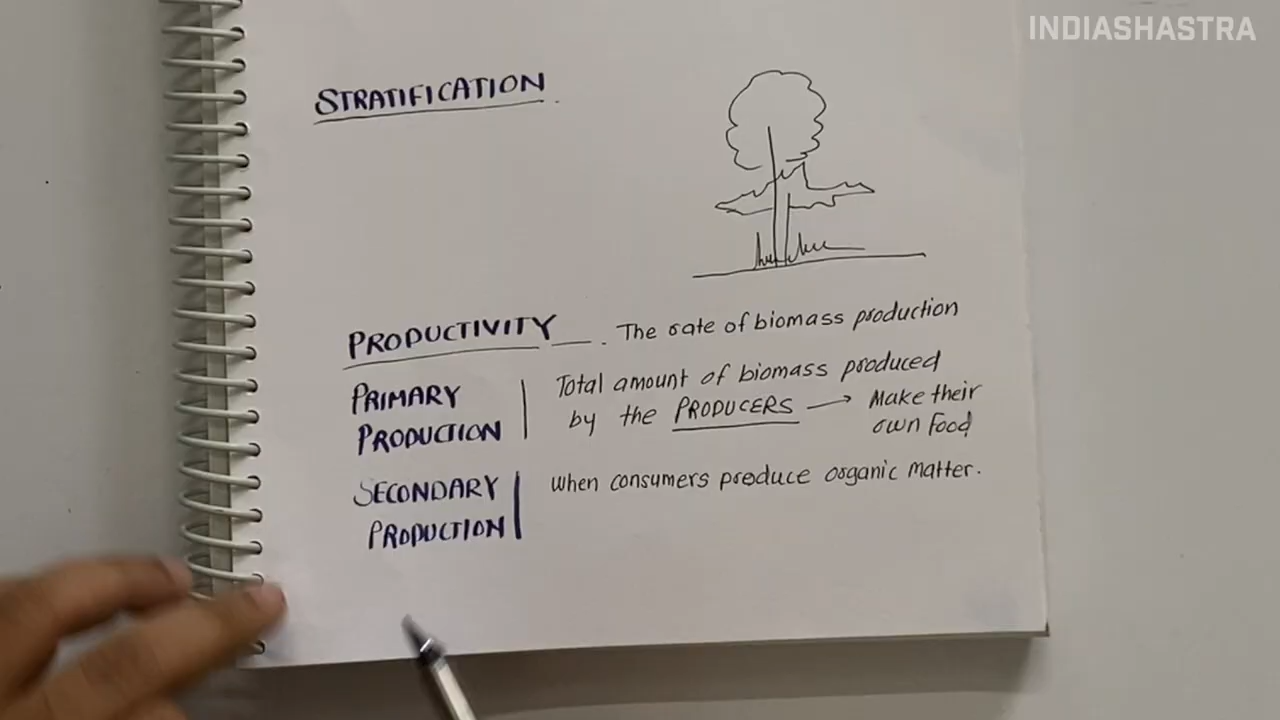 INDIASHASTRA
STRATIFICATION
PRODUCTIVITY __. The rate of biomass production
PRIMARY PRODUCTION | Total amount of biomass produced
by the PRODUCERS → Make their
own Food
SECONDARY PRODUCTION | When consumers produce organic matter.